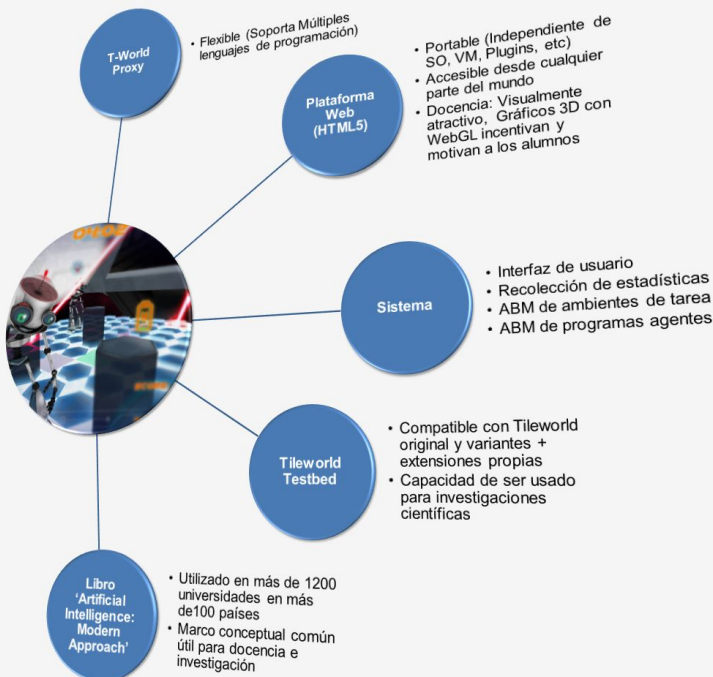 T-World
Proxy
• Flexible (Soporta Múltiples
lenguajes de programación)
Plataforma
Web
(HTML5)
• Portable (Independiente de
SO, VM, Plugins, etc)
• Accesible desde cualquier
parte del mundo
• Docencia: Visualmente
atractivo, Gráficos 3D con
WebGL incentivan y
motivan a los alumnos
Sistema
• Interfaz de usuario
• Recolección de estadísticas
• ABM de ambientes de tarea
• ABM de programas agentes
Tileworld
Testbed
• Compatible con Tileworld
original y variantes +
extensiones propias
• Capacidad de ser usado
para investigaciones
científicas
Libro
'Artificial
Intelligence:
Modern
Approach'
• Utilizado en más de 1200
universidades en más
de100 países
• Marco conceptual común
útil para docencia e
investigación